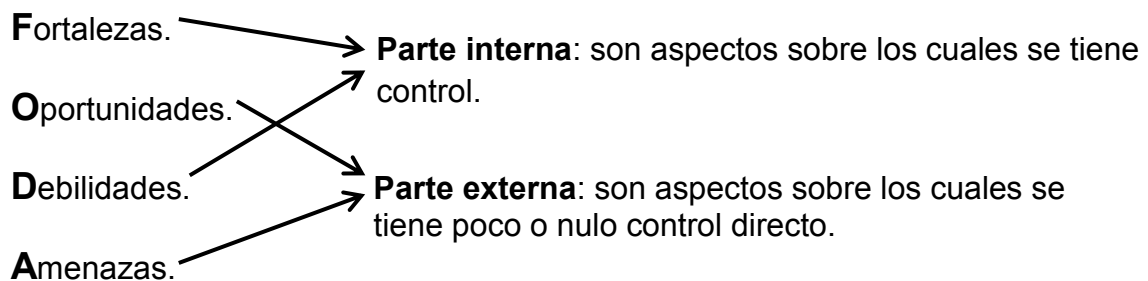 Fortalezas.
Parte interna: son aspectos sobre los cuales se tiene
control.
Oportunidades.
Debilidades.
Parte externa: son aspectos sobre los cuales se
tiene poco o nulo control directo.
Amenazas.